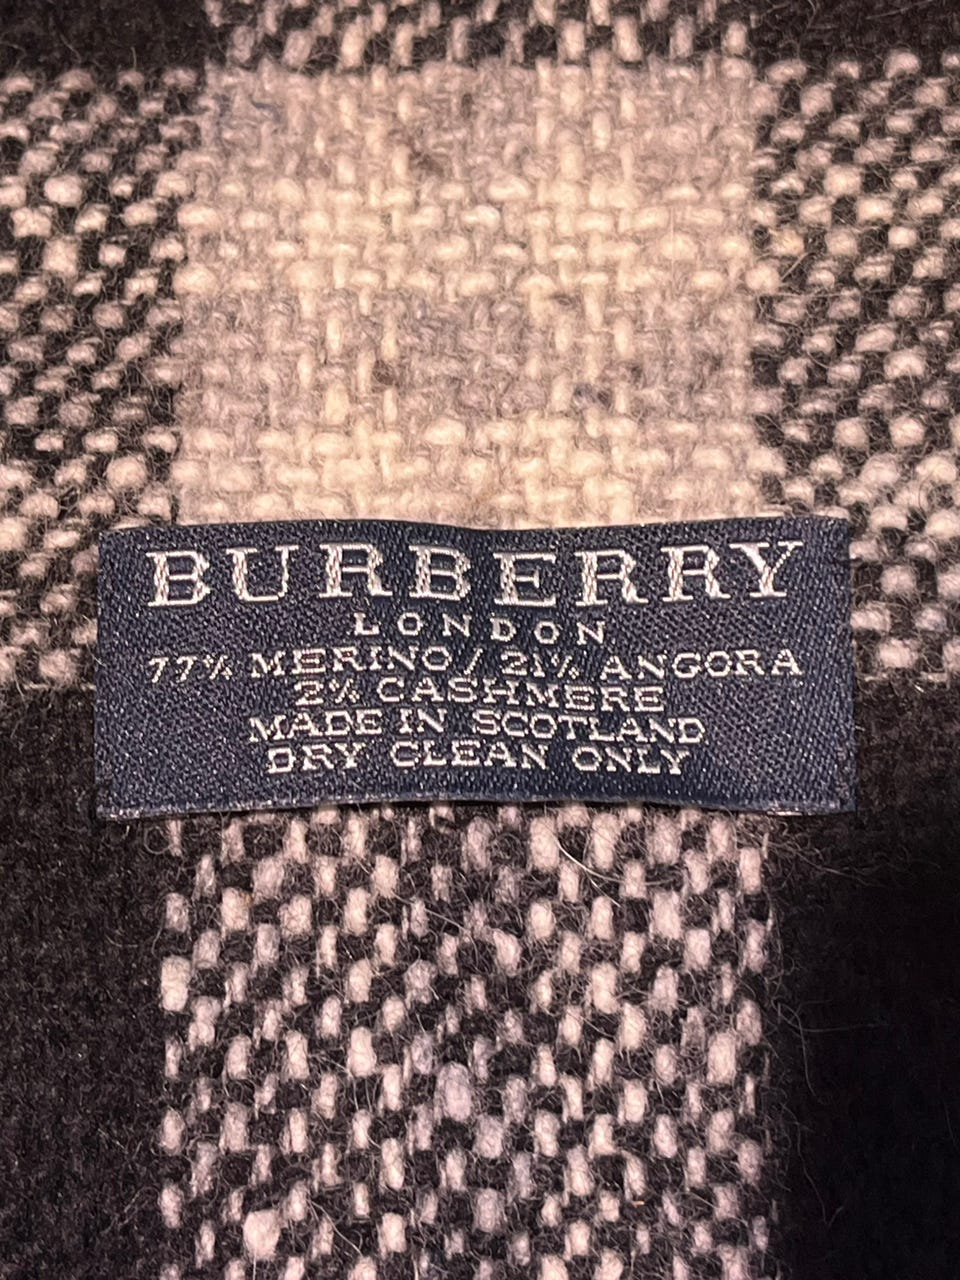 BURBERRY
LONDON
77% MERINO/ 21% ANGORA
2% CASHMERE
MADE IN SCOTLAND
DRY CLEAN ONLY